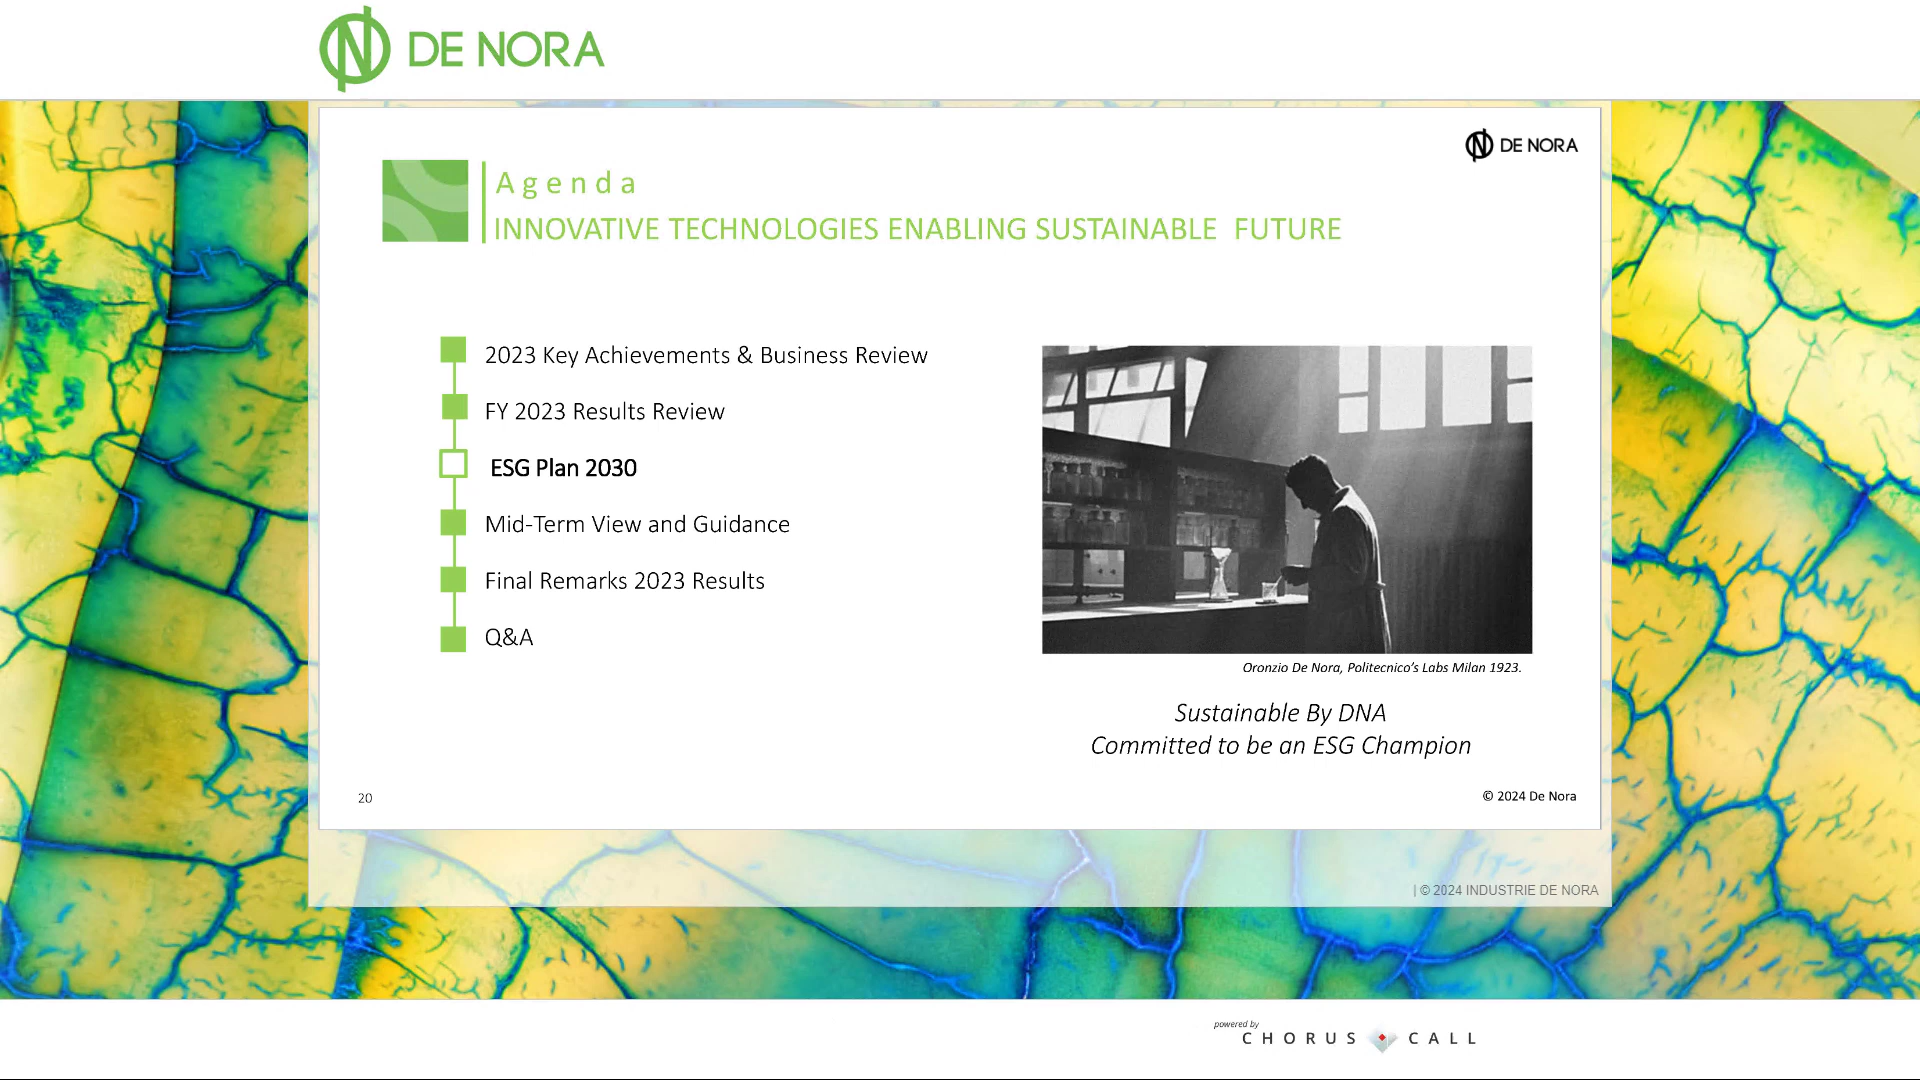 DE NORA
DE NORA
Agenda
INNOVATIVE TECHNOLOGIES ENABLING SUSTAINABLE FUTURE
2023 Key Achievements & Business Review
FY 2023 Results Review
ESG Plan 2030
Mid-Term View and Guidance
Final Remarks 2023 Results
Q&A
Oronzio De Nora, Politecnico's Labs Milan 1923.
Sustainable By DNA
Committed to be an ESG Champion
20
© 2024 De Nora
| © 2024 INDUSTRIE DE NORA
powered by
CHORUS CALL